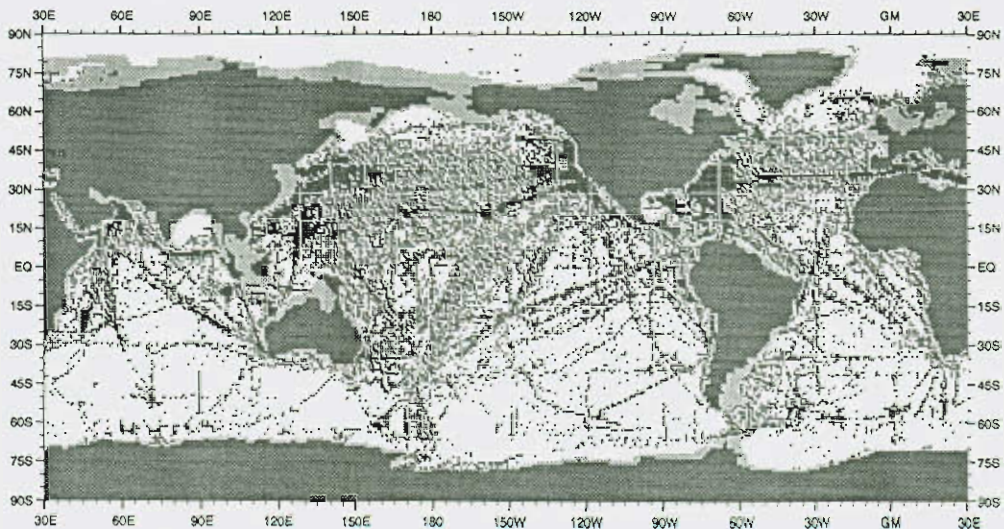 30E 60E 90E 120E 150E 180 150W 120W 90W 60W 30W GM 30E
90N 90N
75N 75N
60N 60N
45N 45N
30N 30N
15N 15N
EQ EQ
15S 15S
30S 30S
45S 45S
60S 60S
75S 75S
90S 90S
30E 60E 90E 120E 150E 180 150W 120W 90W 60W 30W GM 30E